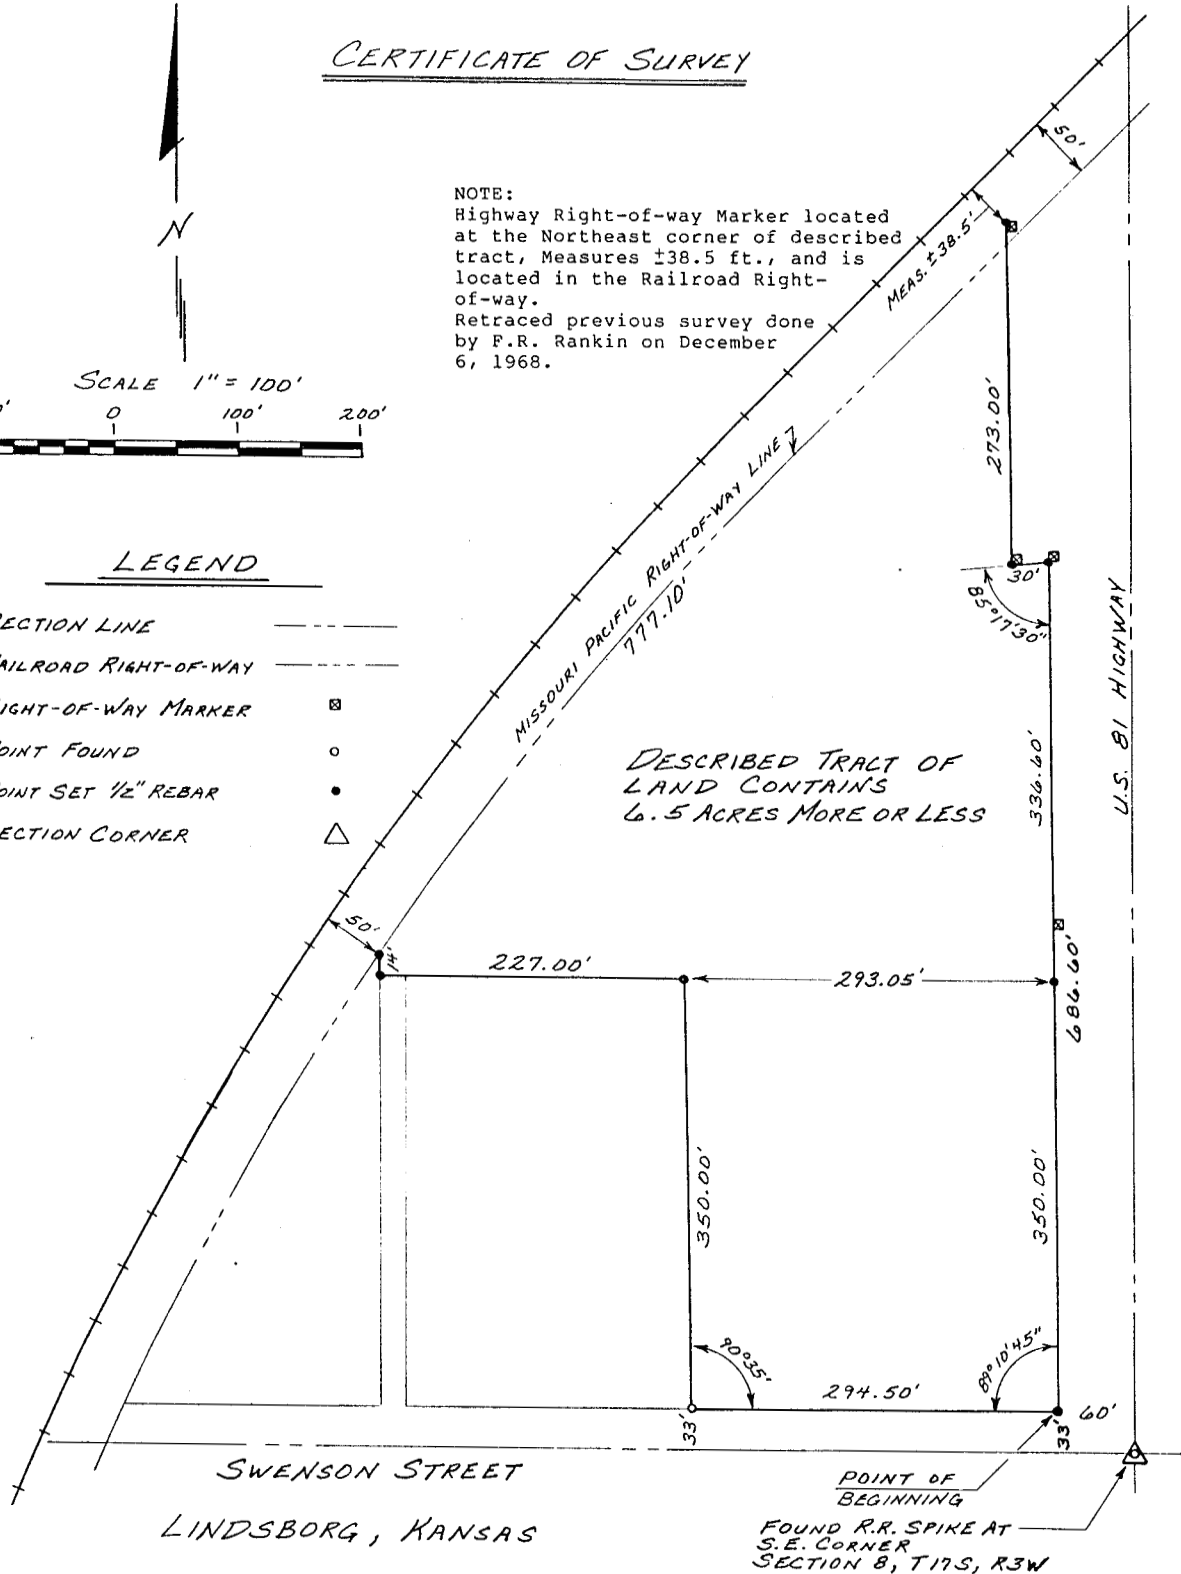 CERTIFICATE OF SURVEY
N
NOTE:
Highway Right-of-way Marker located
at the Northeast corner of described
tract, Measures ±38.5 ft., and is
located in the Railroad Right-
of-way.
Retraced previous survey done
by F.R. Rankin on December
6, 1968.
50'
MEAS. ±38.5'
SCALE 1" = 100'
0 100' 200'
273.00'
MISSOURI PACIFIC RIGHT-OF-WAY LINE
777.10'
30'
85°17'30"
LEGEND
ECTION LINE
AILROAD RIGHT-OF-WAY
IGHT-OF-WAY MARKER
OINT FOUND
OINT SET 1/2" REBAR
ECTION CORNER
U.S. 81 HIGHWAY
336.60'
DESCRIBED TRACT OF
LAND CONTAINS
6.5 ACRES MORE OR LESS
50'
14'
227.00'
293.05'
686.60'
350.00'
350.00'
90°35'
89°10'45"
294.50'
60'
33'
33'
SWENSON STREET
LINDSBORG, KANSAS
POINT OF
BEGINNING
FOUND R.R. SPIKE AT
S.E. CORNER
SECTION 8, T17S, R3W